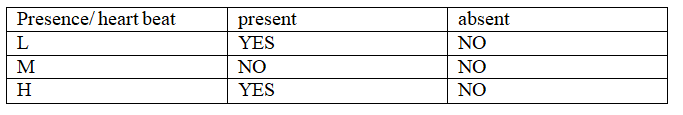 Presence/ heart beat present absent
L YES NO
M NO NO
H YES NO